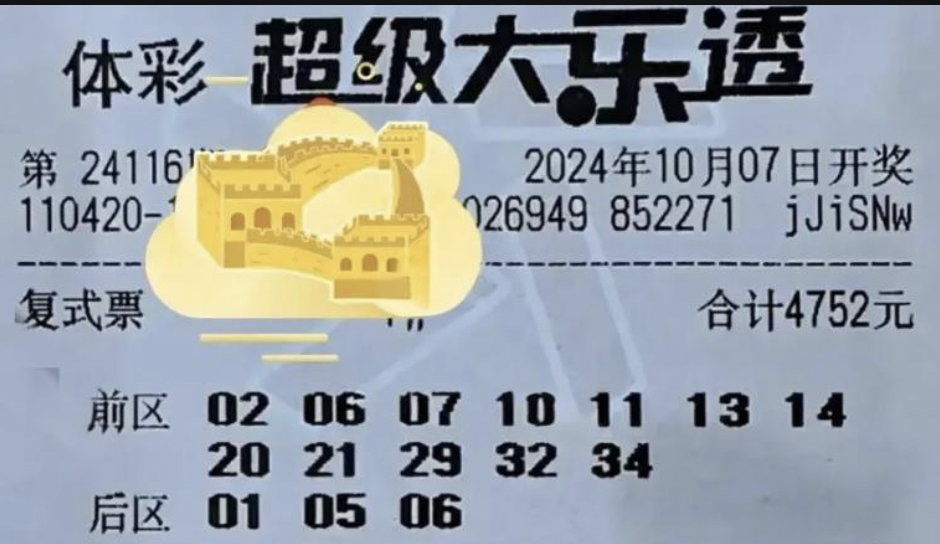 体彩 超级大乐透
第 24116 2024年10月07日开奖
110420- 026949 852271 jJiSNw
复式票 合计4752元
前区 02 06 07 10 11 13 14
20 21 29 32 34
后区 01 05 06